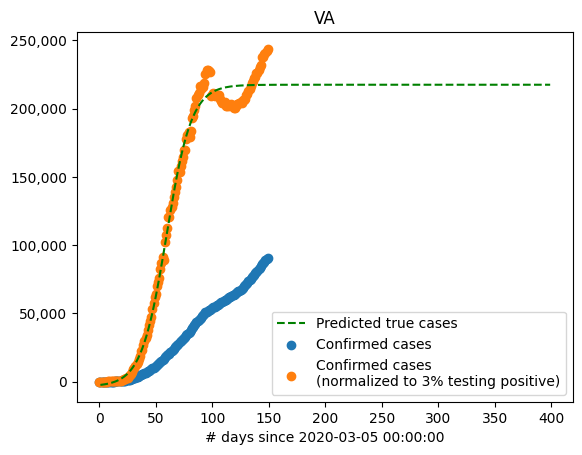 VA
250,000
200,000
150,000
100,000
50,000
0
0 50 100 150 200 250 300 350 400
# days since 2020-03-05 00:00:00
Predicted true cases
Confirmed cases
Confirmed cases
(normalized to 3% testing positive)